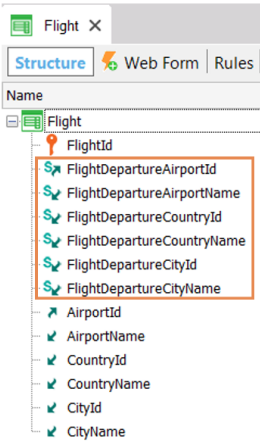 Flight
Structure Web Form Rules
Name
Flight
FlightId
FlightDepartureAirportId
FlightDepartureAirportName
FlightDepartureCountryId
FlightDepartureCountryName
FlightDepartureCityId
FlightDepartureCityName
AirportId
AirportName
CountryId
CountryName
CityId
CityName